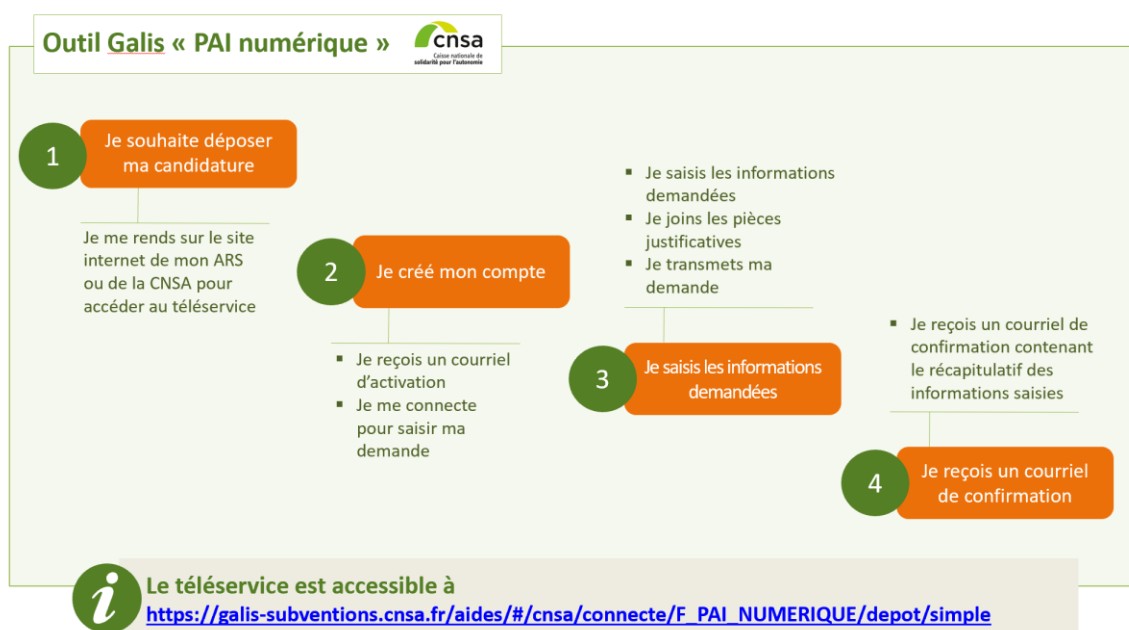 Outil Galis « PAI numérique »
cnsa
Caisse nationale de
solidarité pour l'autonomie
1
Je souhaite déposer
ma candidature
Je me rends sur le site
internet de mon ARS
ou de la CNSA pour
accéder au téléservice
2
Je créé mon compte
▪ Je reçois un courriel
d'activation
▪ Je me connecte
pour saisir ma
demande
▪ Je saisis les informations
demandées
▪ Je joins les pièces
justificatives
▪ Je transmets ma
demande
3
Je saisis les informations
demandées
▪ Je reçois un courriel de
confirmation contenant
le récapitulatif des
informations saisies
4
Je reçois un courriel
de confirmation
i
Le téléservice est accessible à
https://galis-subventions.cnsa.fr/aides/#/cnsa/connecte/F_PAI_NUMERIQUE/depot/simple